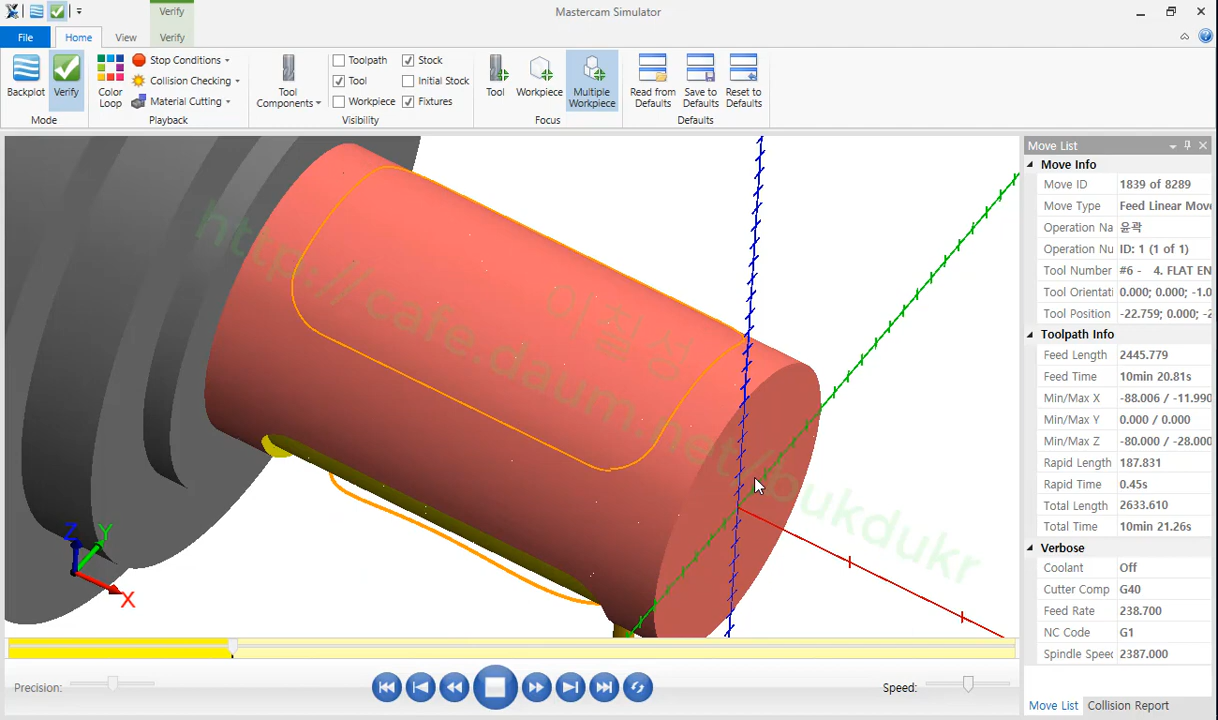 Verify
Mastercam Simulator
File
Home
View
Verify
Backplot
Verify
Mode
Color Loop
Stop Conditions
Collision Checking
Material Cutting
Playback
Tool Components
Toolpath
Tool
Workpiece
Stock
Initial Stock
Fixtures
Visibility
Tool
Workpiece
Multiple Workpiece
Focus
Read from Defaults
Save to Defaults
Reset to Defaults
Defaults
http://cafe.daum.net/bukdukr
이질성
Z
Y
X
Move List
Move Info
Move ID 1839 of 8289
Move Type Feed Linear Mov
Operation Na 윤곽
Operation Nu ID: 1 (1 of 1)
Tool Number #6 - 4. FLAT EN
Tool Orientati 0.000; 0.000; -1.0
Tool Position -22.759; 0.000; -2
Toolpath Info
Feed Length 2445.779
Feed Time 10min 20.81s
Min/Max X -88.006 / -11.990
Min/Max Y 0.000 / 0.000
Min/Max Z -80.000 / -28.000
Rapid Length 187.831
Rapid Time 0.45s
Total Length 2633.610
Total Time 10min 21.26s
Verbose
Coolant Off
Cutter Comp G40
Feed Rate 238.700
NC Code G1
Spindle Speed 2387.000
Precision:
Speed:
Move List
Collision Report